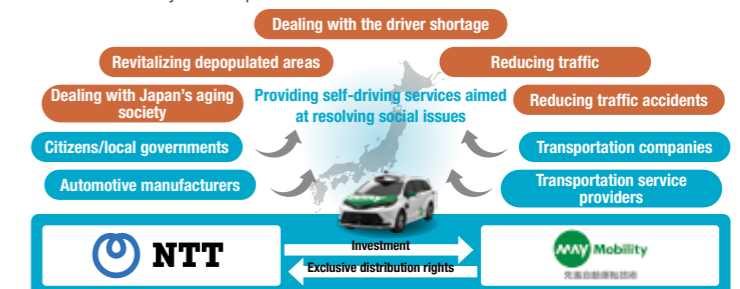 Dealing with the driver shortage
Revitalizing depopulated areas
Reducing traffic
Dealing with Japan's aging
society
Providing self-driving services aimed
at resolving social issues
Reducing traffic accidents
Citizens/local governments
Transportation companies
Automotive manufacturers
Transportation service
providers
NTT
Investment
Exclusive distribution rights
MAY Mobility